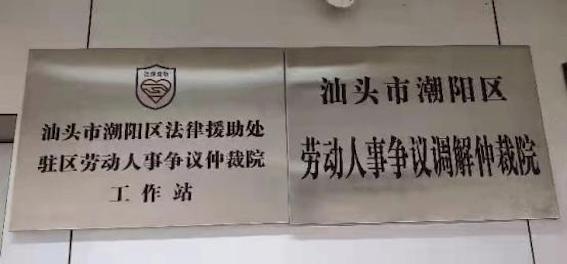 法律援助
汕头市潮阳区法律援助处
驻区劳动人事争议仲裁院
工作站
汕头市潮阳区
劳动人事争议调解仲裁院